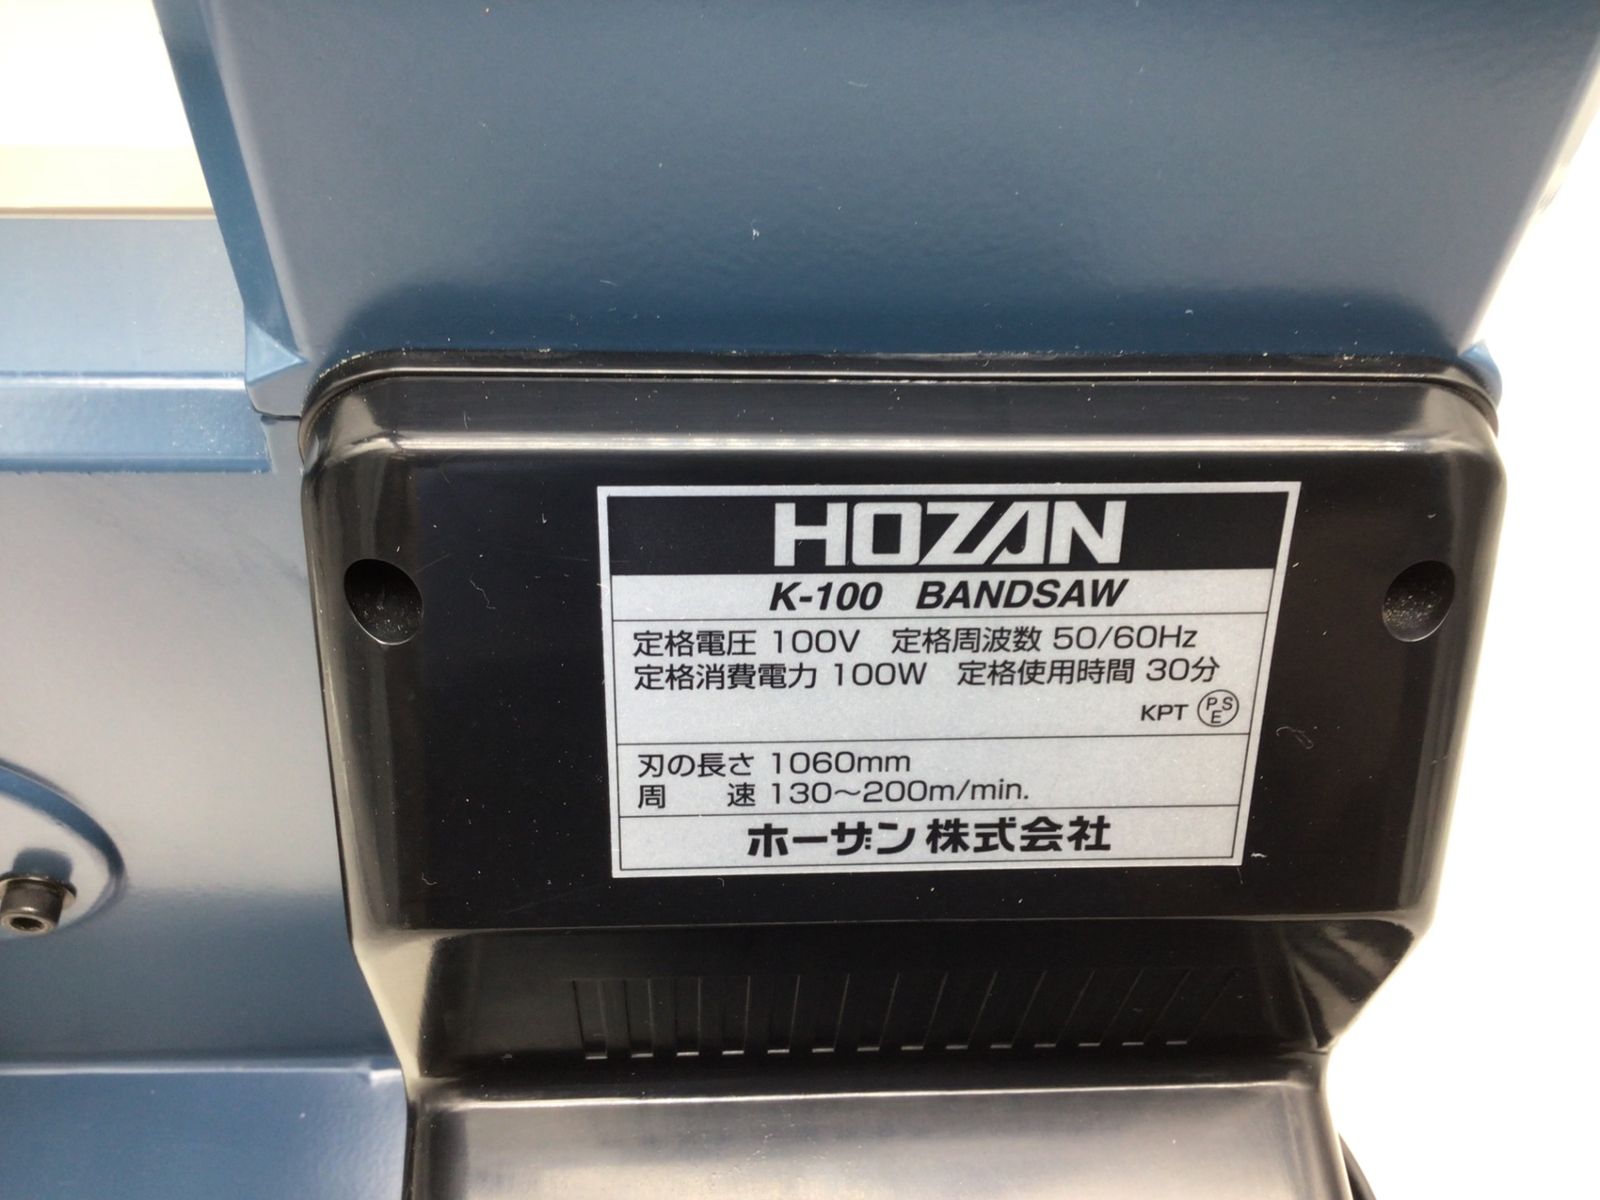 HOZAN
K-100 BANDSAW
定格電圧 100V 定格周波数 50/60Hz
定格消費電力 100W 定格使用時間 30分
KPT PSE
刃の長さ 1060mm
周 速 130～200m/min.
ホーザン株式会社